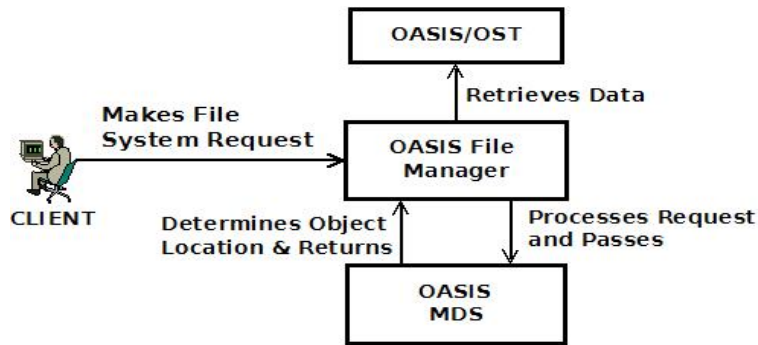 OASIS/OST
Retrieves Data
Makes File
System Request
OASIS File
Manager
CLIENT
Determines Object
Location & Returns
Processes Request
and Passes
OASIS
MDS